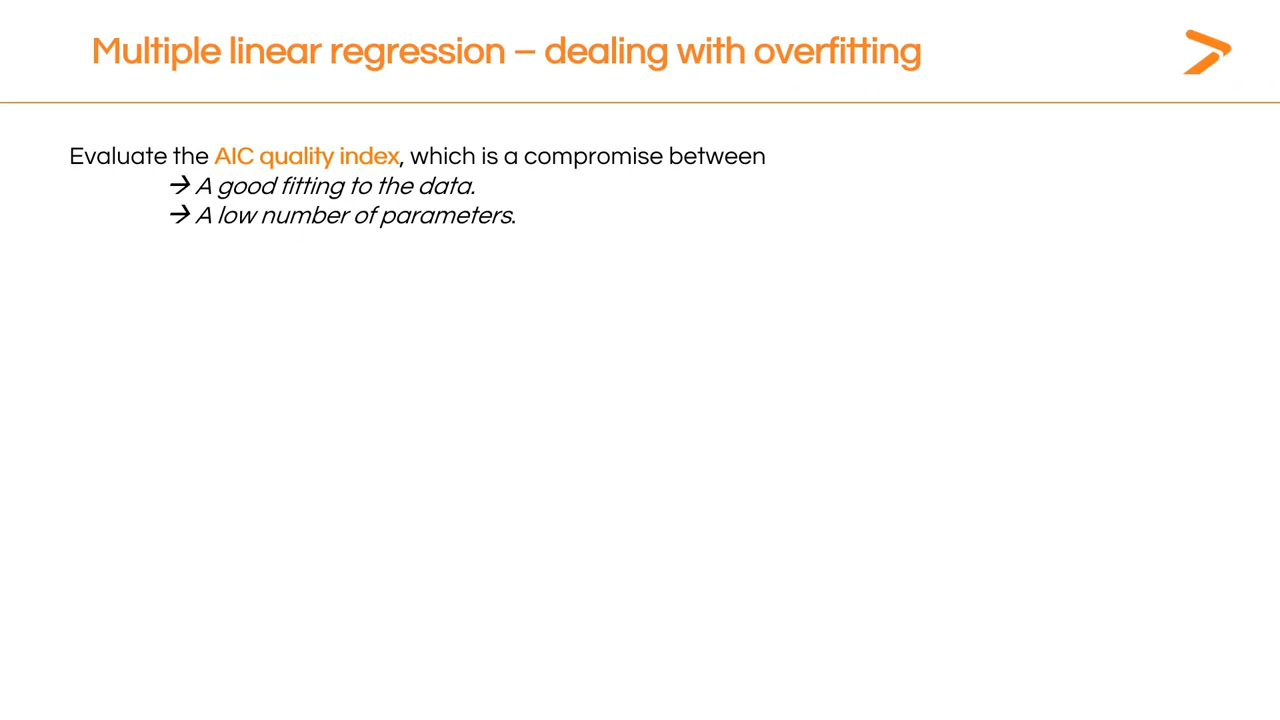 Multiple linear regression – dealing with overfitting
Evaluate the AIC quality index, which is a compromise between
→ A good fitting to the data.
→ A low number of parameters.